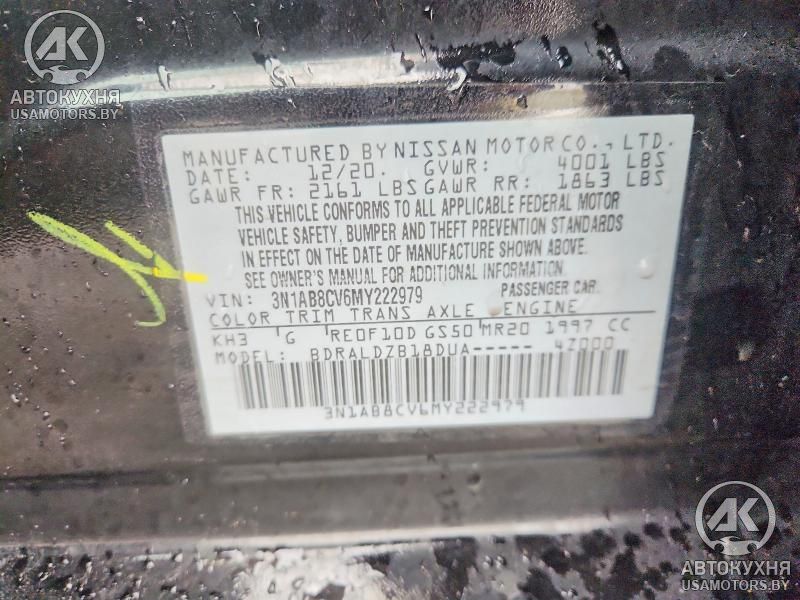 AK
АВТОКУХНЯ
USAMOTORS.BY
MANUFACTURED BY NISSAN MOTOR CO., LTD.
DATE: 12/20. GVWR: 4001 LBS
GAWR FR: 2161 LBS GAWR RR: 1863 LBS
THIS VEHICLE CONFORMS TO ALL APPLICABLE FEDERAL MOTOR
VEHICLE SAFETY, BUMPER AND THEFT PREVENTION STANDARDS
IN EFFECT ON THE DATE OF MANUFACTURE SHOWN ABOVE.
SEE OWNER'S MANUAL FOR ADDITIONAL INFORMATION.
VIN: 3N1AB8CV6MY222979 PASSENGER CAR.
COLOR TRIM TRANS AXLE ENGINE
KH3 G RE0F10D GS50 MR20 1997 CC
MODEL: BDRALDZB18DUA----- 4Z000
3N1AB8CV6MY222979
AK
АВТОКУХНЯ
USAMOTORS.BY